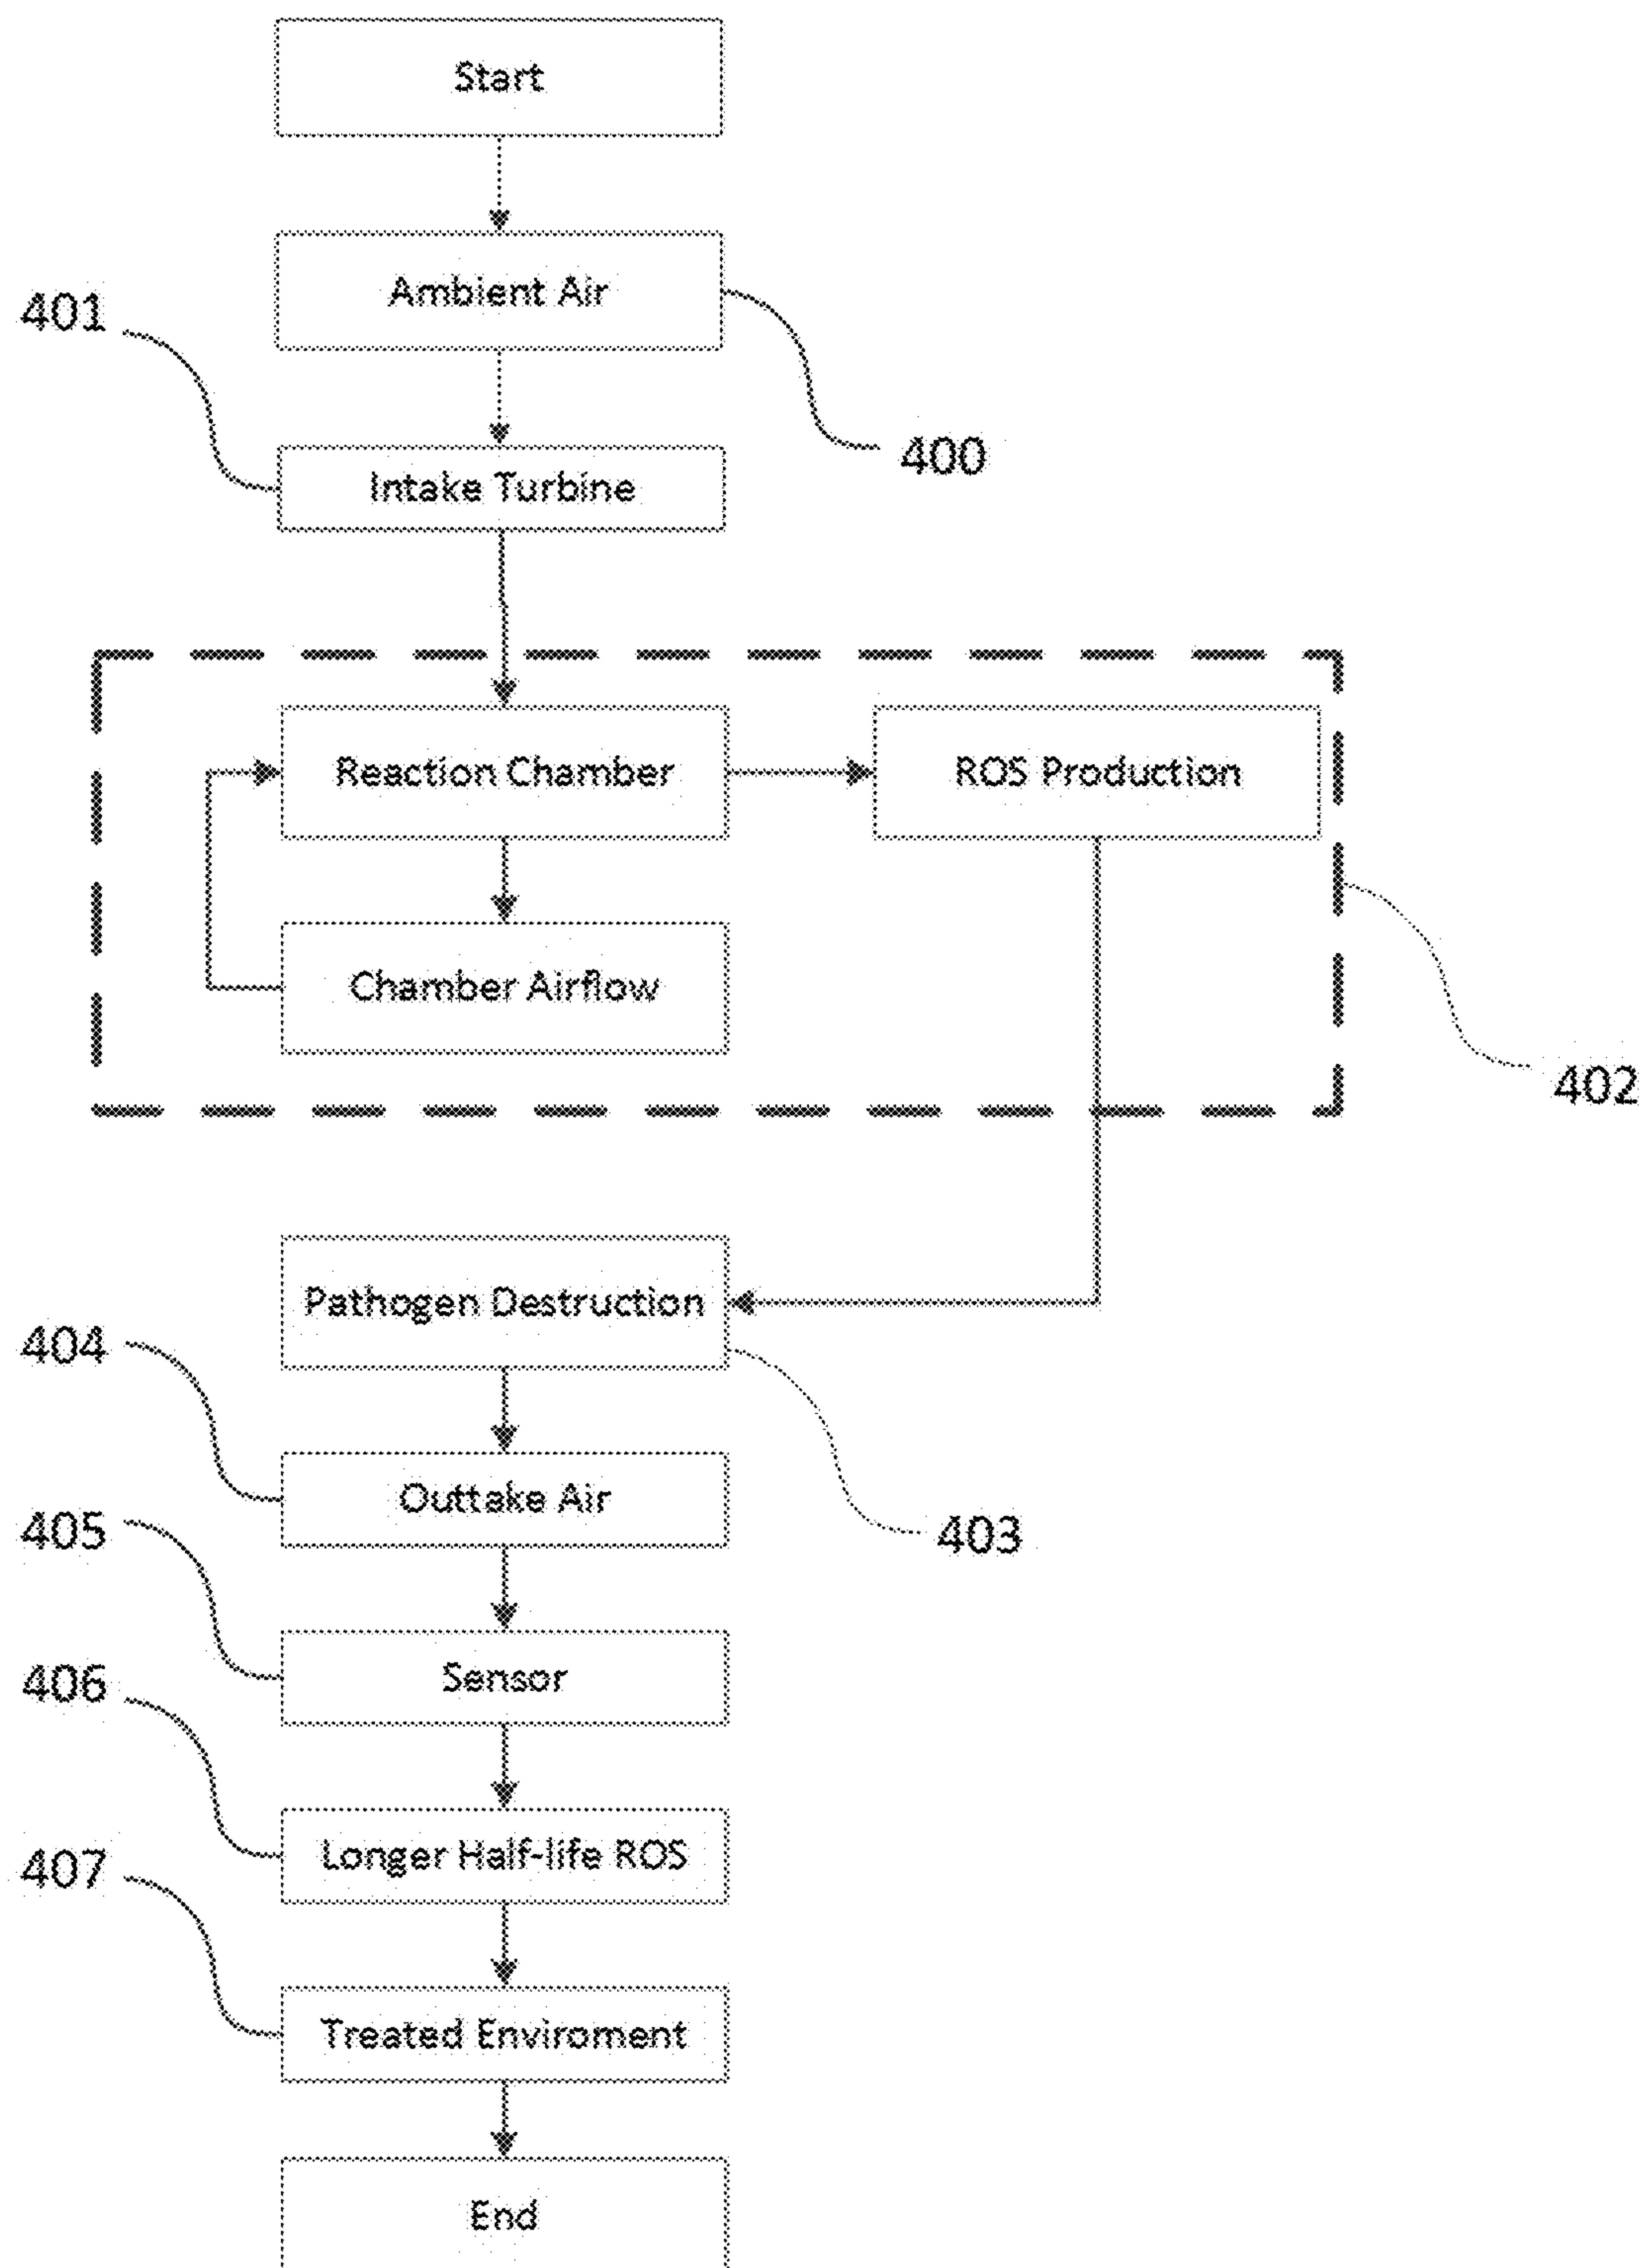 Start
Ambient Air
401
400
Intake Turbine
Reaction Chamber
ROS Production
Chamber Airflow
402
Pathogen Destruction
404
Outtake Air
405
403
Sensor
406
Longer Half-life ROS
407
Treated Enviroment
End